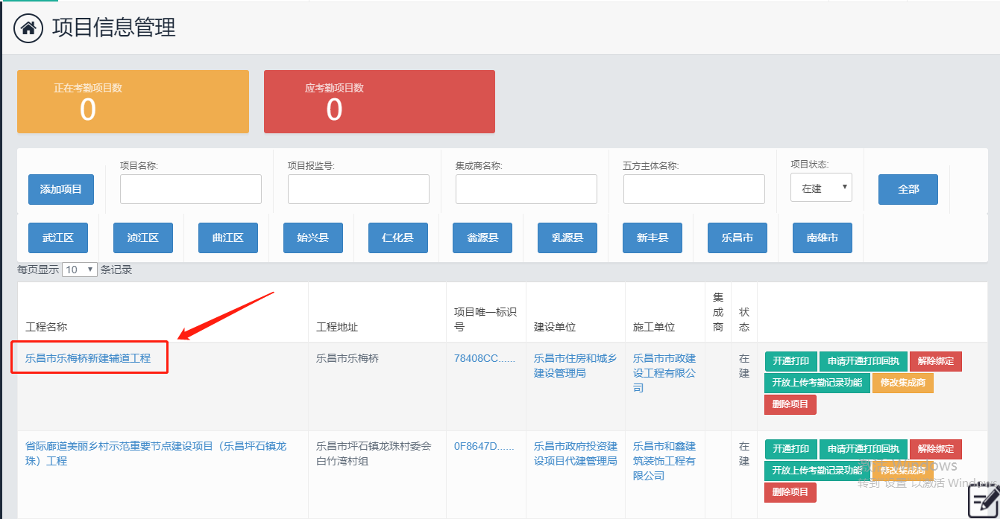 项目信息管理
正在考勤项目数
0
应考勤项目数
0
项目名称:
项目报监号:
集成商名称:
五方主体名称:
项目状态:
添加项目
在建
全部
武江区
浈江区
曲江区
始兴县
仁化县
翁源县
乳源县
新丰县
乐昌市
南雄市
每页显示 10 条记录
工程名称
工程地址
项目唯一标识
号
建设单位
施工单位
集
成
商
状
态
乐昌市乐梅桥新建辅道工程
乐昌市乐梅桥
78408CC......
乐昌市住房和城乡
建设管理局
乐昌市市政建
设工程有限公
司
在
建
开通打印 申请开通打印回执 解除绑定
开放上传考勤记录功能 修改集成商
删除项目
省际廊道美丽乡村示范重要节点建设项目（乐昌坪石镇龙
珠）工程
乐昌市坪石镇龙珠村委会
白竹湾村组
0F8647D......
乐昌市政府投资建
设项目代建管理局
乐昌市和鑫建
筑装饰工程有
限公司
在
建
开通打印 申请开通打印回执 解除绑定
开放上传考勤记录功能 修改集成商
删除项目
激活 Windows
转到"设置"以激活 Windows